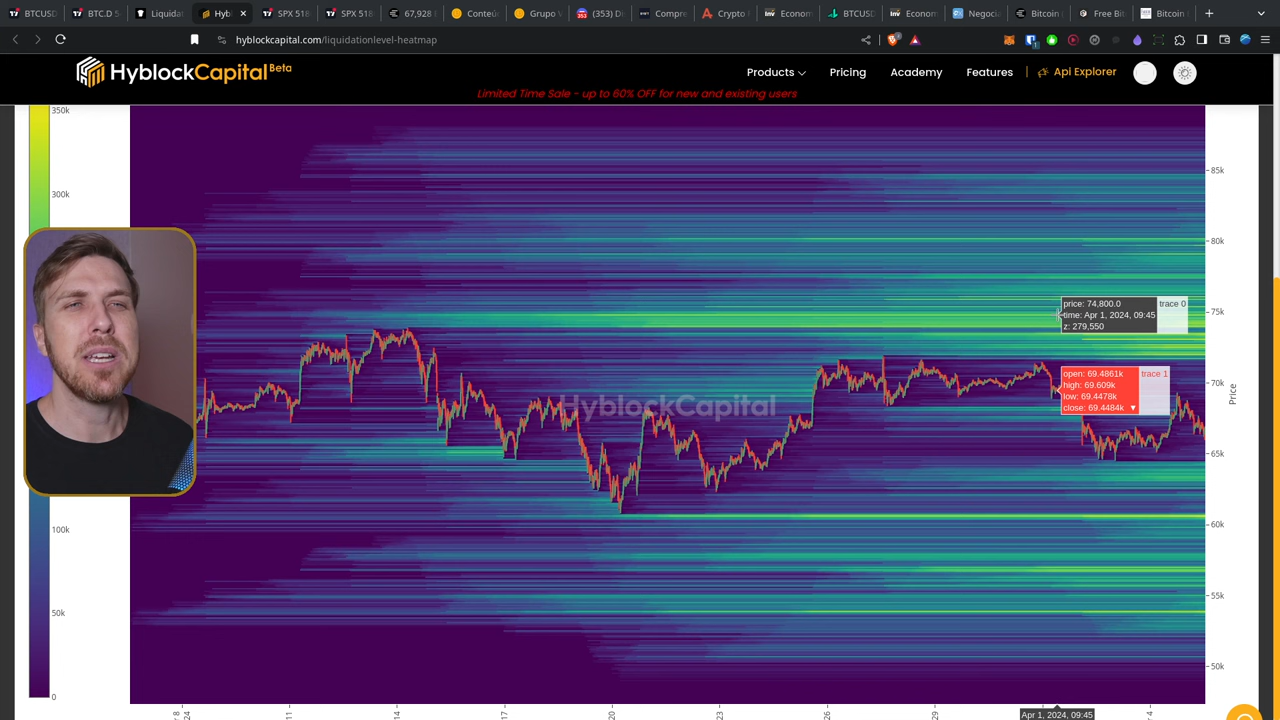 BTCUSD
BTC.D 5
Liquidat
Hyb
SPX 5186
SPX 5184
67,928 B
Conteú
Grupo V
(353) Di
Compre
Crypto
Econom
BTCUSD
Econom
Negocia
Bitcoin
Free Bit
Bitcoin
hyblockcapital.com/liquidationlevel-heatmap
HyblockCapital Beta
Products
Pricing
Academy
Features
Api Explorer
Limited Time Sale - up to 60% OFF for new and existing users
350k
300k
100k
50k
0
85k
80k
75k
70k
65k
60k
55k
50k
Price
price: 74,800.0
time: Apr 1, 2024, 09:45
z: 279,550
trace 0
open: 69.4861k
high: 69.609k
low: 69.4478k
close: 69.4484k ▼
trace 1
HyblockCapital
24
11
14
17
20
23
26
29
4
Apr 1, 2024, 09:45